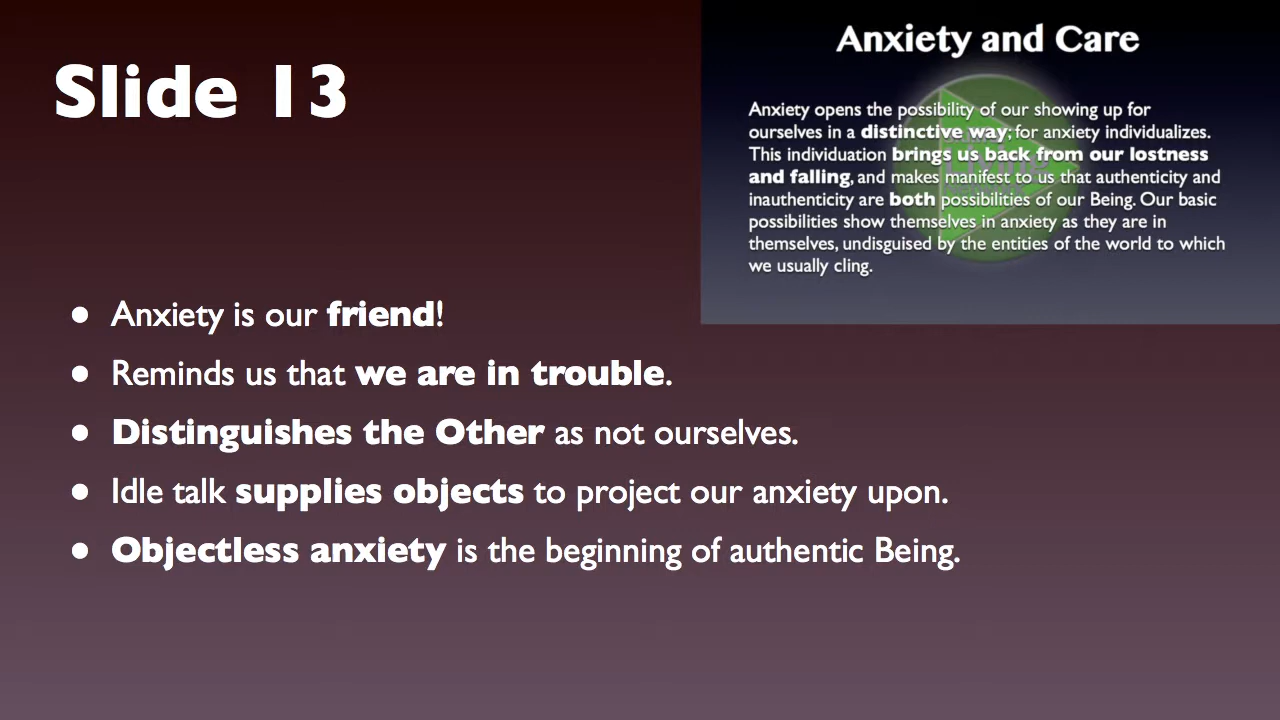 Slide 13
Anxiety and Care
Anxiety opens the possibility of our showing up for
ourselves in a distinctive way; for anxiety individualizes.
This individuation brings us back from our lostness
and falling, and makes manifest to us that authenticity and
inauthenticity are both possibilities of our Being. Our basic
possibilities show themselves in anxiety as they are in
themselves, undisguised by the entities of the world to which
we usually cling.
• Anxiety is our friend!
• Reminds us that we are in trouble.
• Distinguishes the Other as not ourselves.
• Idle talk supplies objects to project our anxiety upon.
• Objectless anxiety is the beginning of authentic Being.